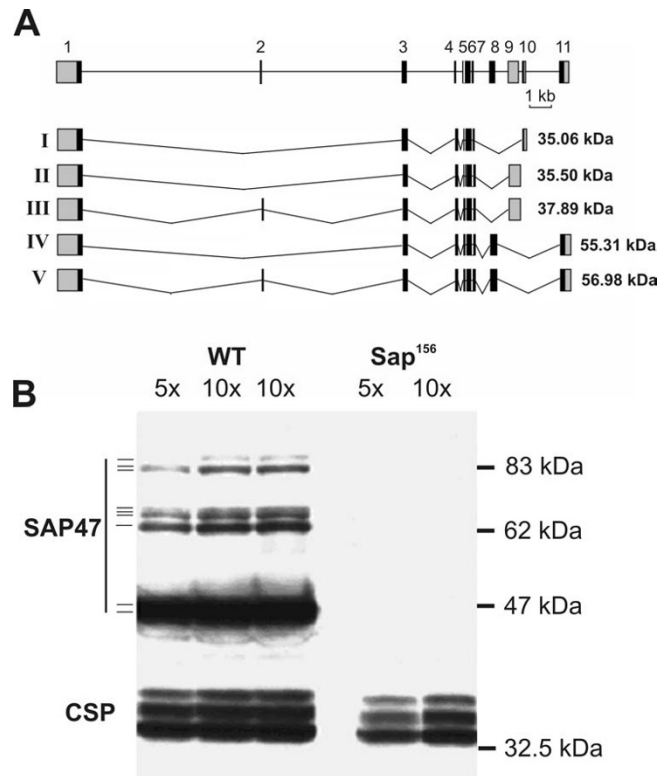 A
1 2 3 4 5 6 7 8 9 10 11
1 kb
I 35.06 kDa
II 35.50 kDa
III 37.89 kDa
IV 55.31 kDa
V 56.98 kDa
B
WT Sap¹⁵⁶
5x 10x 10x 5x 10x
83 kDa
SAP47
62 kDa
47 kDa
CSP
32.5 kDa